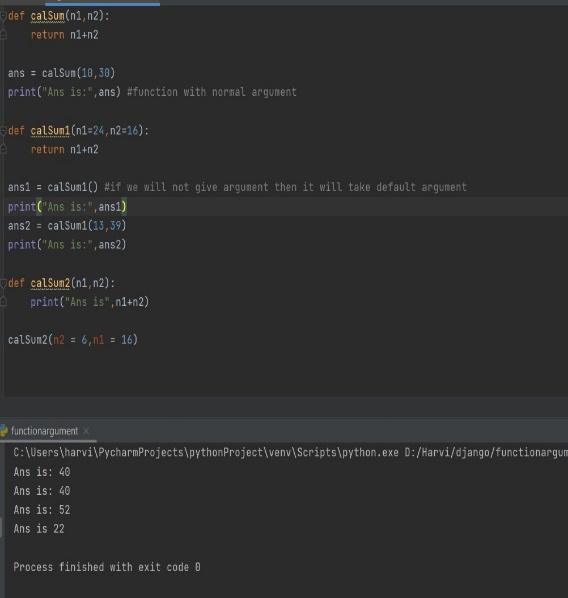 def calSum(n1,n2):
    return n1+n2
ans = calSum(10,30)
print("Ans is:",ans) #function with normal argument
def calSum1(n1=24,n2=16):
    return n1+n2
ans1 = calSum1() #if we will not give argument then it will take default argument
print("Ans is:",ans1)
ans2 = calSum1(13,39)
print("Ans is:",ans2)
def calSum2(n1,n2):
    print("Ans is",n1+n2)
calSum2(n2 = 6,n1 = 16)
functionargument ×
C:\Users\harvi\PycharmProjects\pythonProject\venv\Scripts\python.exe D:/Harvi/django/functionargum
Ans is: 40
Ans is: 40
Ans is: 52
Ans is 22
Process finished with exit code 0